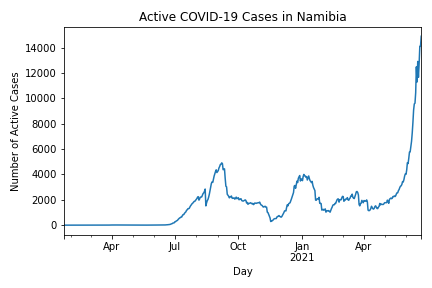 Active COVID-19 Cases in Namibia
Number of Active Cases
14000
12000
10000
8000
6000
4000
2000
0
Apr Jul Oct Jan Apr
2021
Day